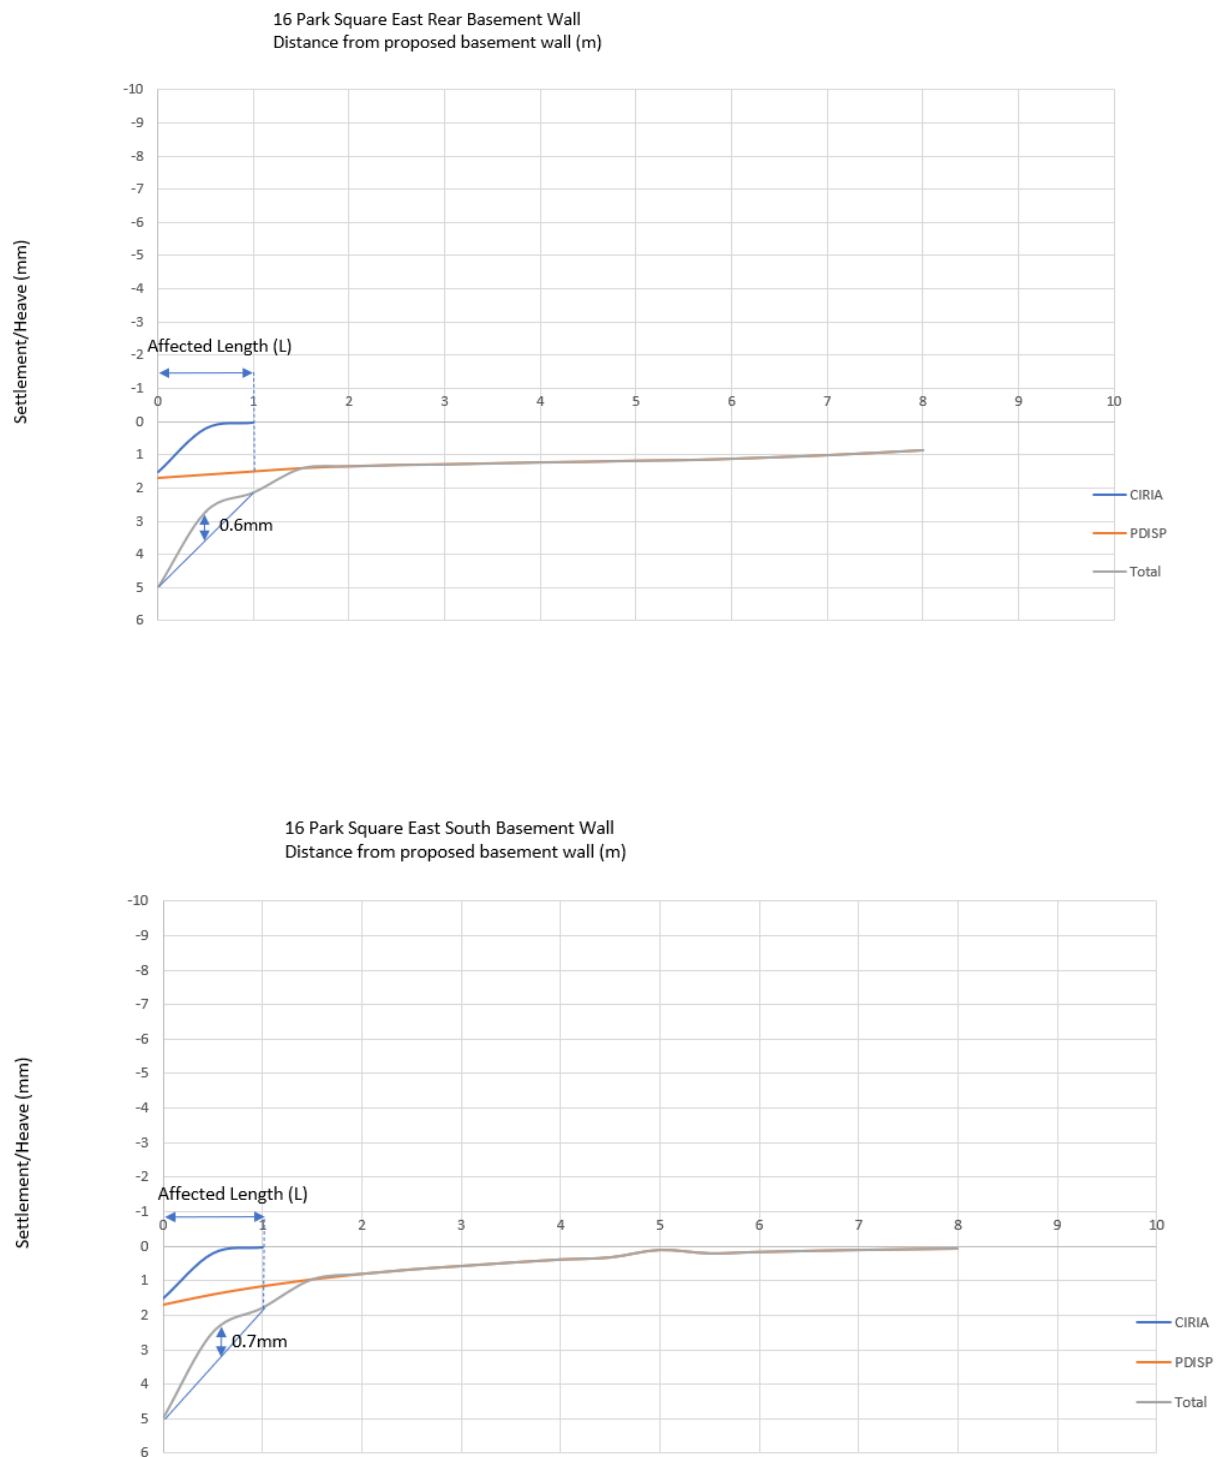 16 Park Square East Rear Basement Wall
Distance from proposed basement wall (m)
Settlement/Heave (mm)
-10
-9
-8
-7
-6
-5
-4
-3
-2
Affected Length (L)
-1
0 1 2 3 4 5 6 7 8 9 10
0
1
2
3
4
5
6
0.6mm
CIRIA
PDISP
Total
16 Park Square East South Basement Wall
Distance from proposed basement wall (m)
Settlement/Heave (mm)
-10
-9
-8
-7
-6
-5
-4
-3
-2
Affected Length (L)
-1
0 1 2 3 4 5 6 7 8 9 10
0
1
2
3
4
5
6
0.7mm
CIRIA
PDISP
Total